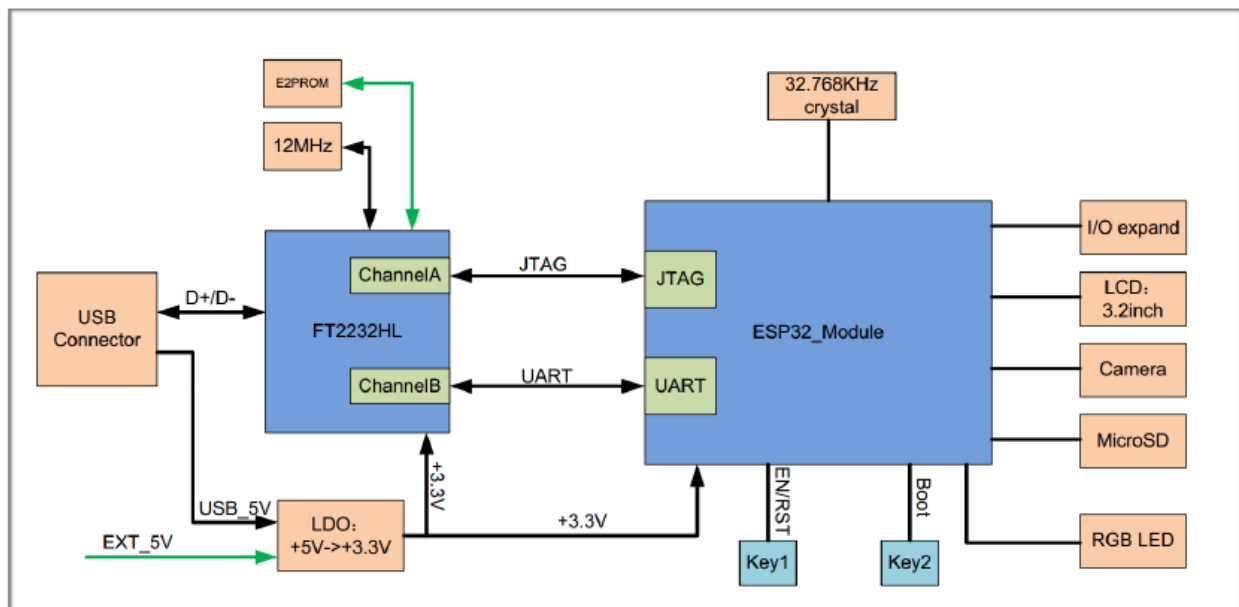 E2PROM
12MHz
32.768KHz
crystal
USB
Connector
D+/D-
FT2232HL
ChannelA
ChannelB
JTAG
UART
JTAG
UART
ESP32_Module
I/O expand
LCD:
3.2inch
Camera
MicroSD
RGB LED
USB_5V
EXT_5V
LDO:
+5V->+3.3V
+3.3V
+3.3V
EN/RST
Boot
Key1
Key2